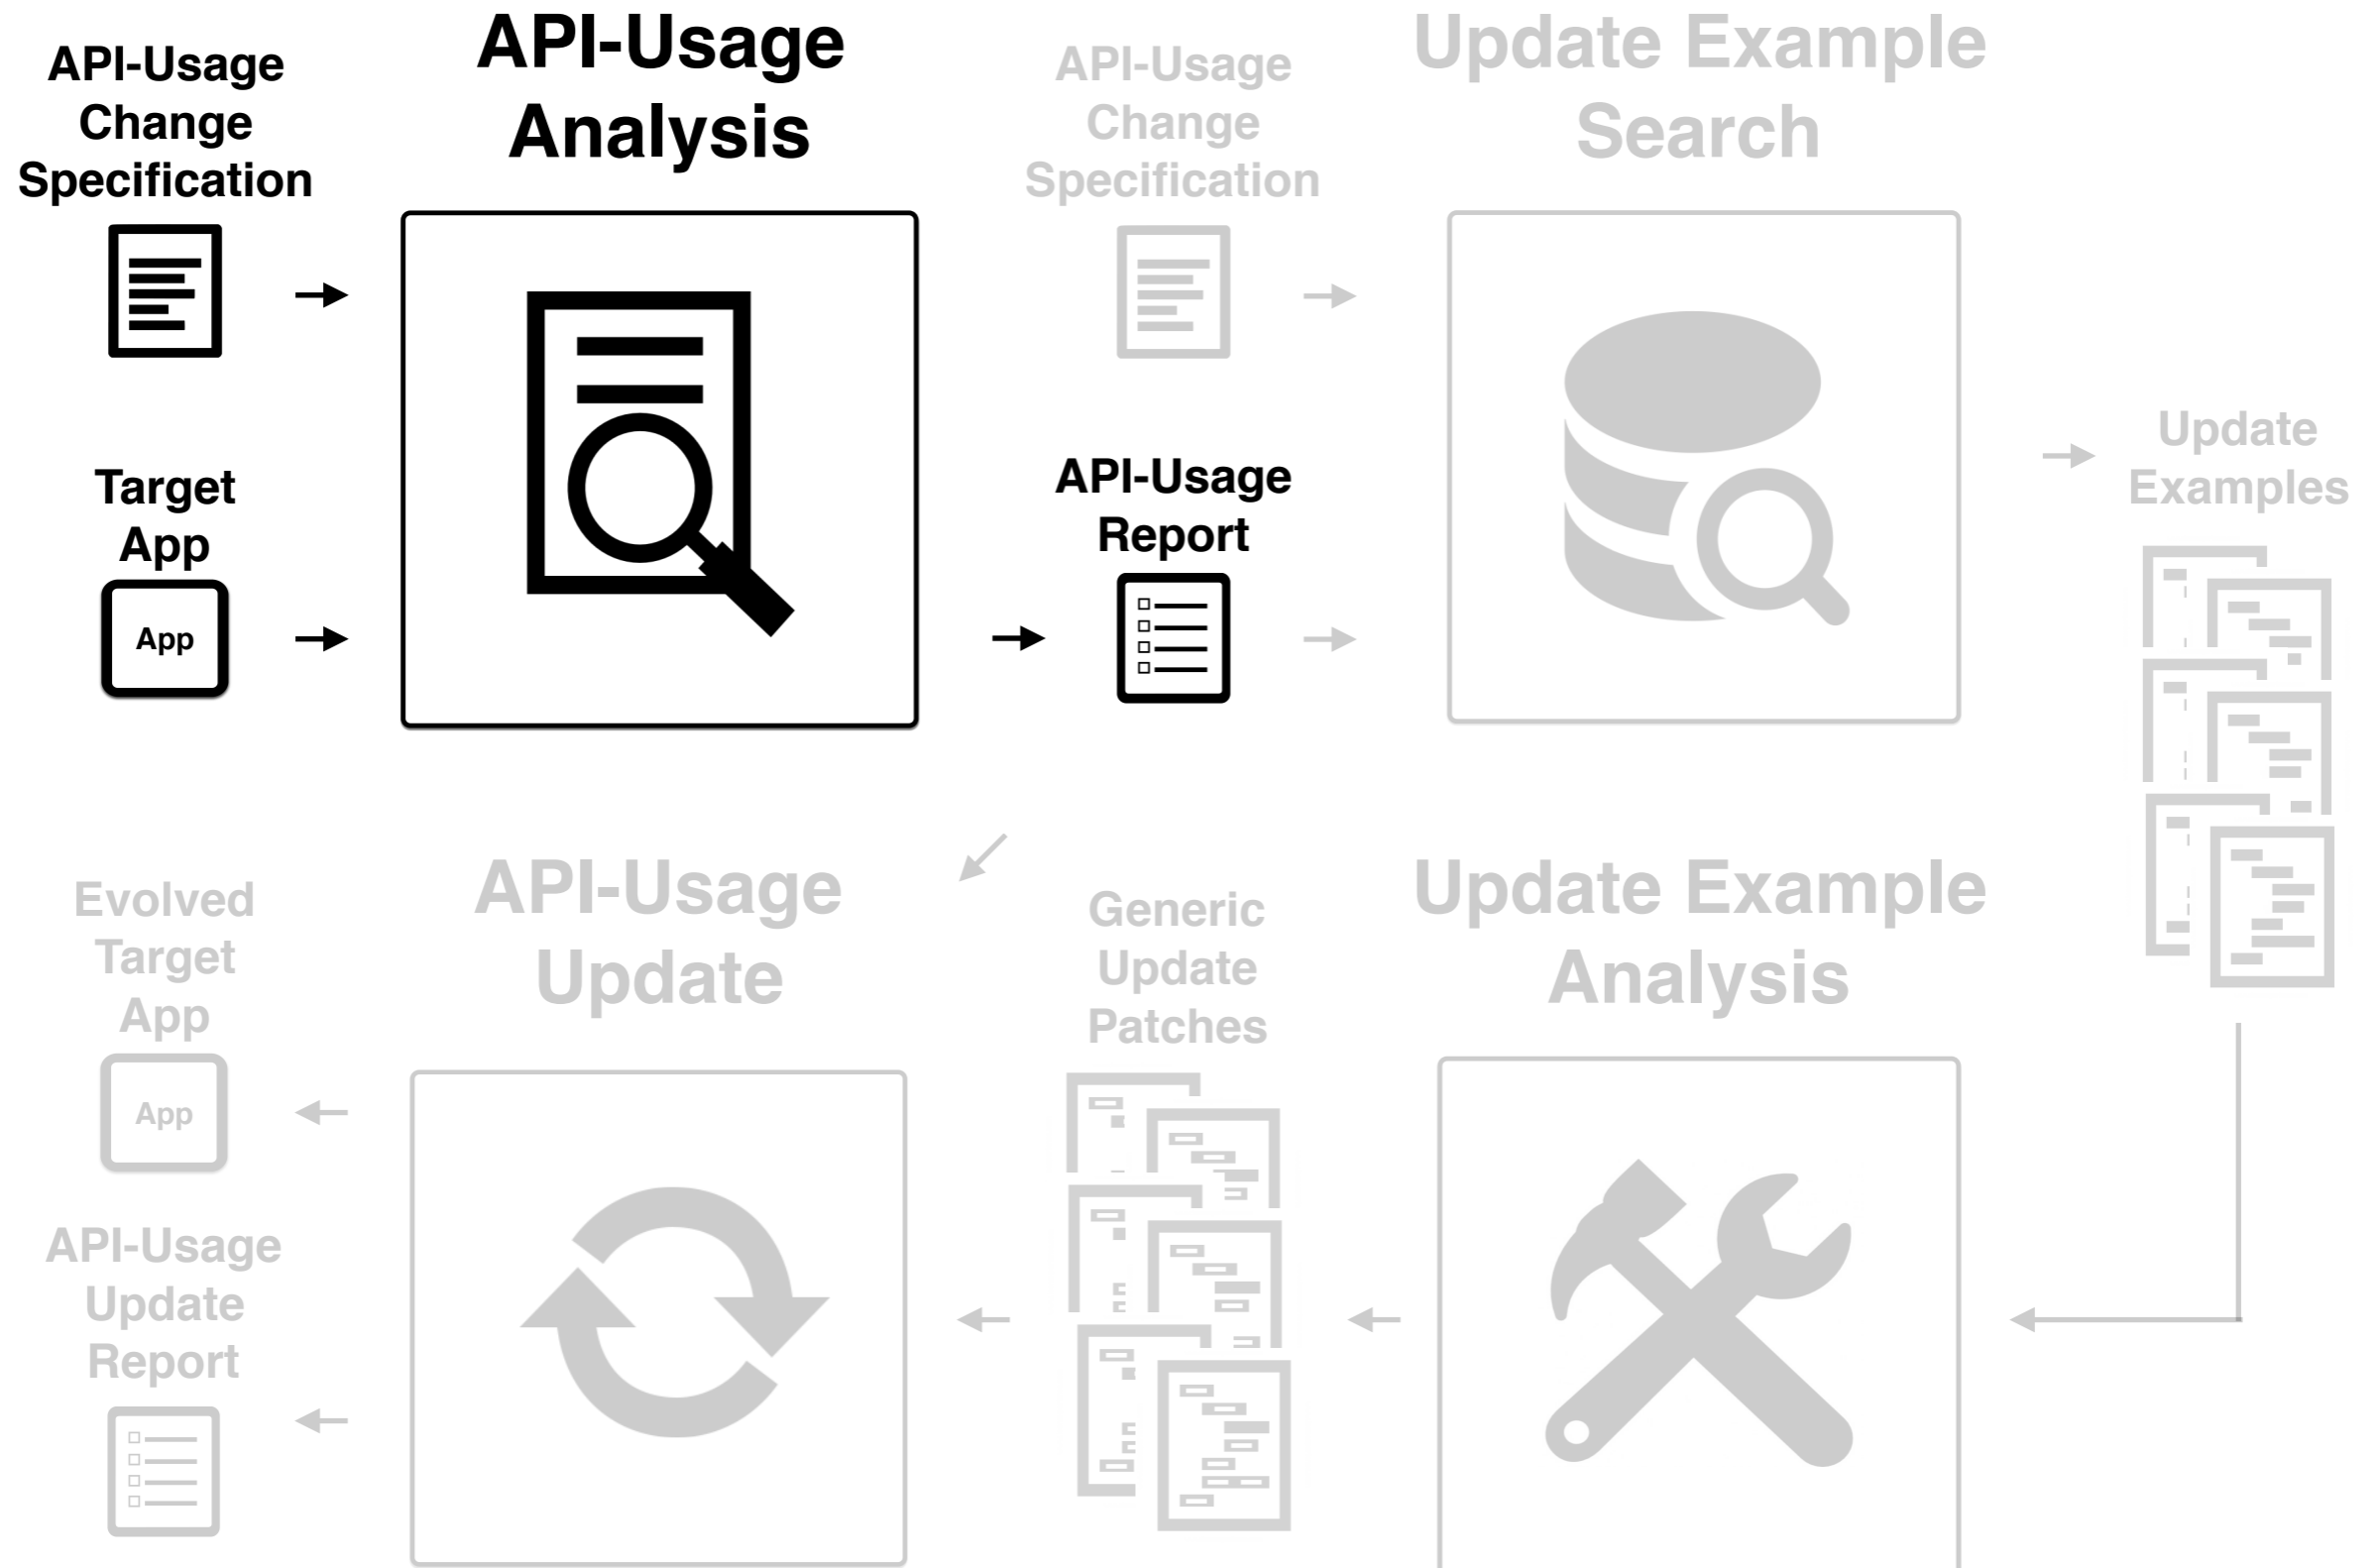 API-Usage
Change
Specification
API-Usage
Analysis
API-Usage
Change
Specification
Update Example
Search
Target
App
App
API-Usage
Report
Update
Examples
Evolved
Target
App
App
API-Usage
Update
Generic
Update
Patches
Update Example
Analysis
API-Usage
Update
Report